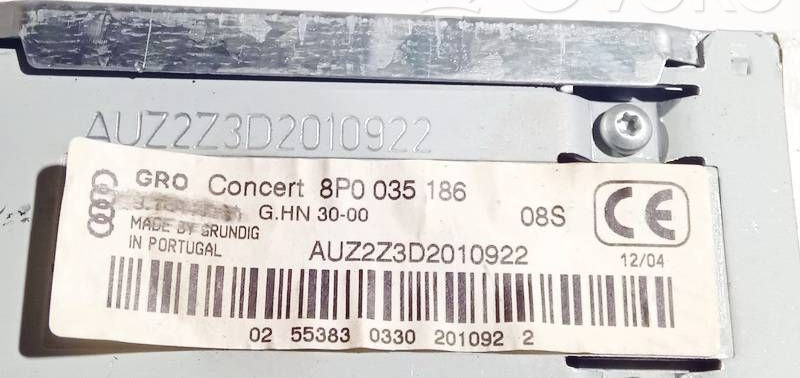 AUZ2Z3D2010922
GRO Concert 8P0 035 186
G.HN 30-00 08S CE
MADE BY GRUNDIG
IN PORTUGAL
AUZ2Z3D2010922 12/04
02 55383 0330 201092 2